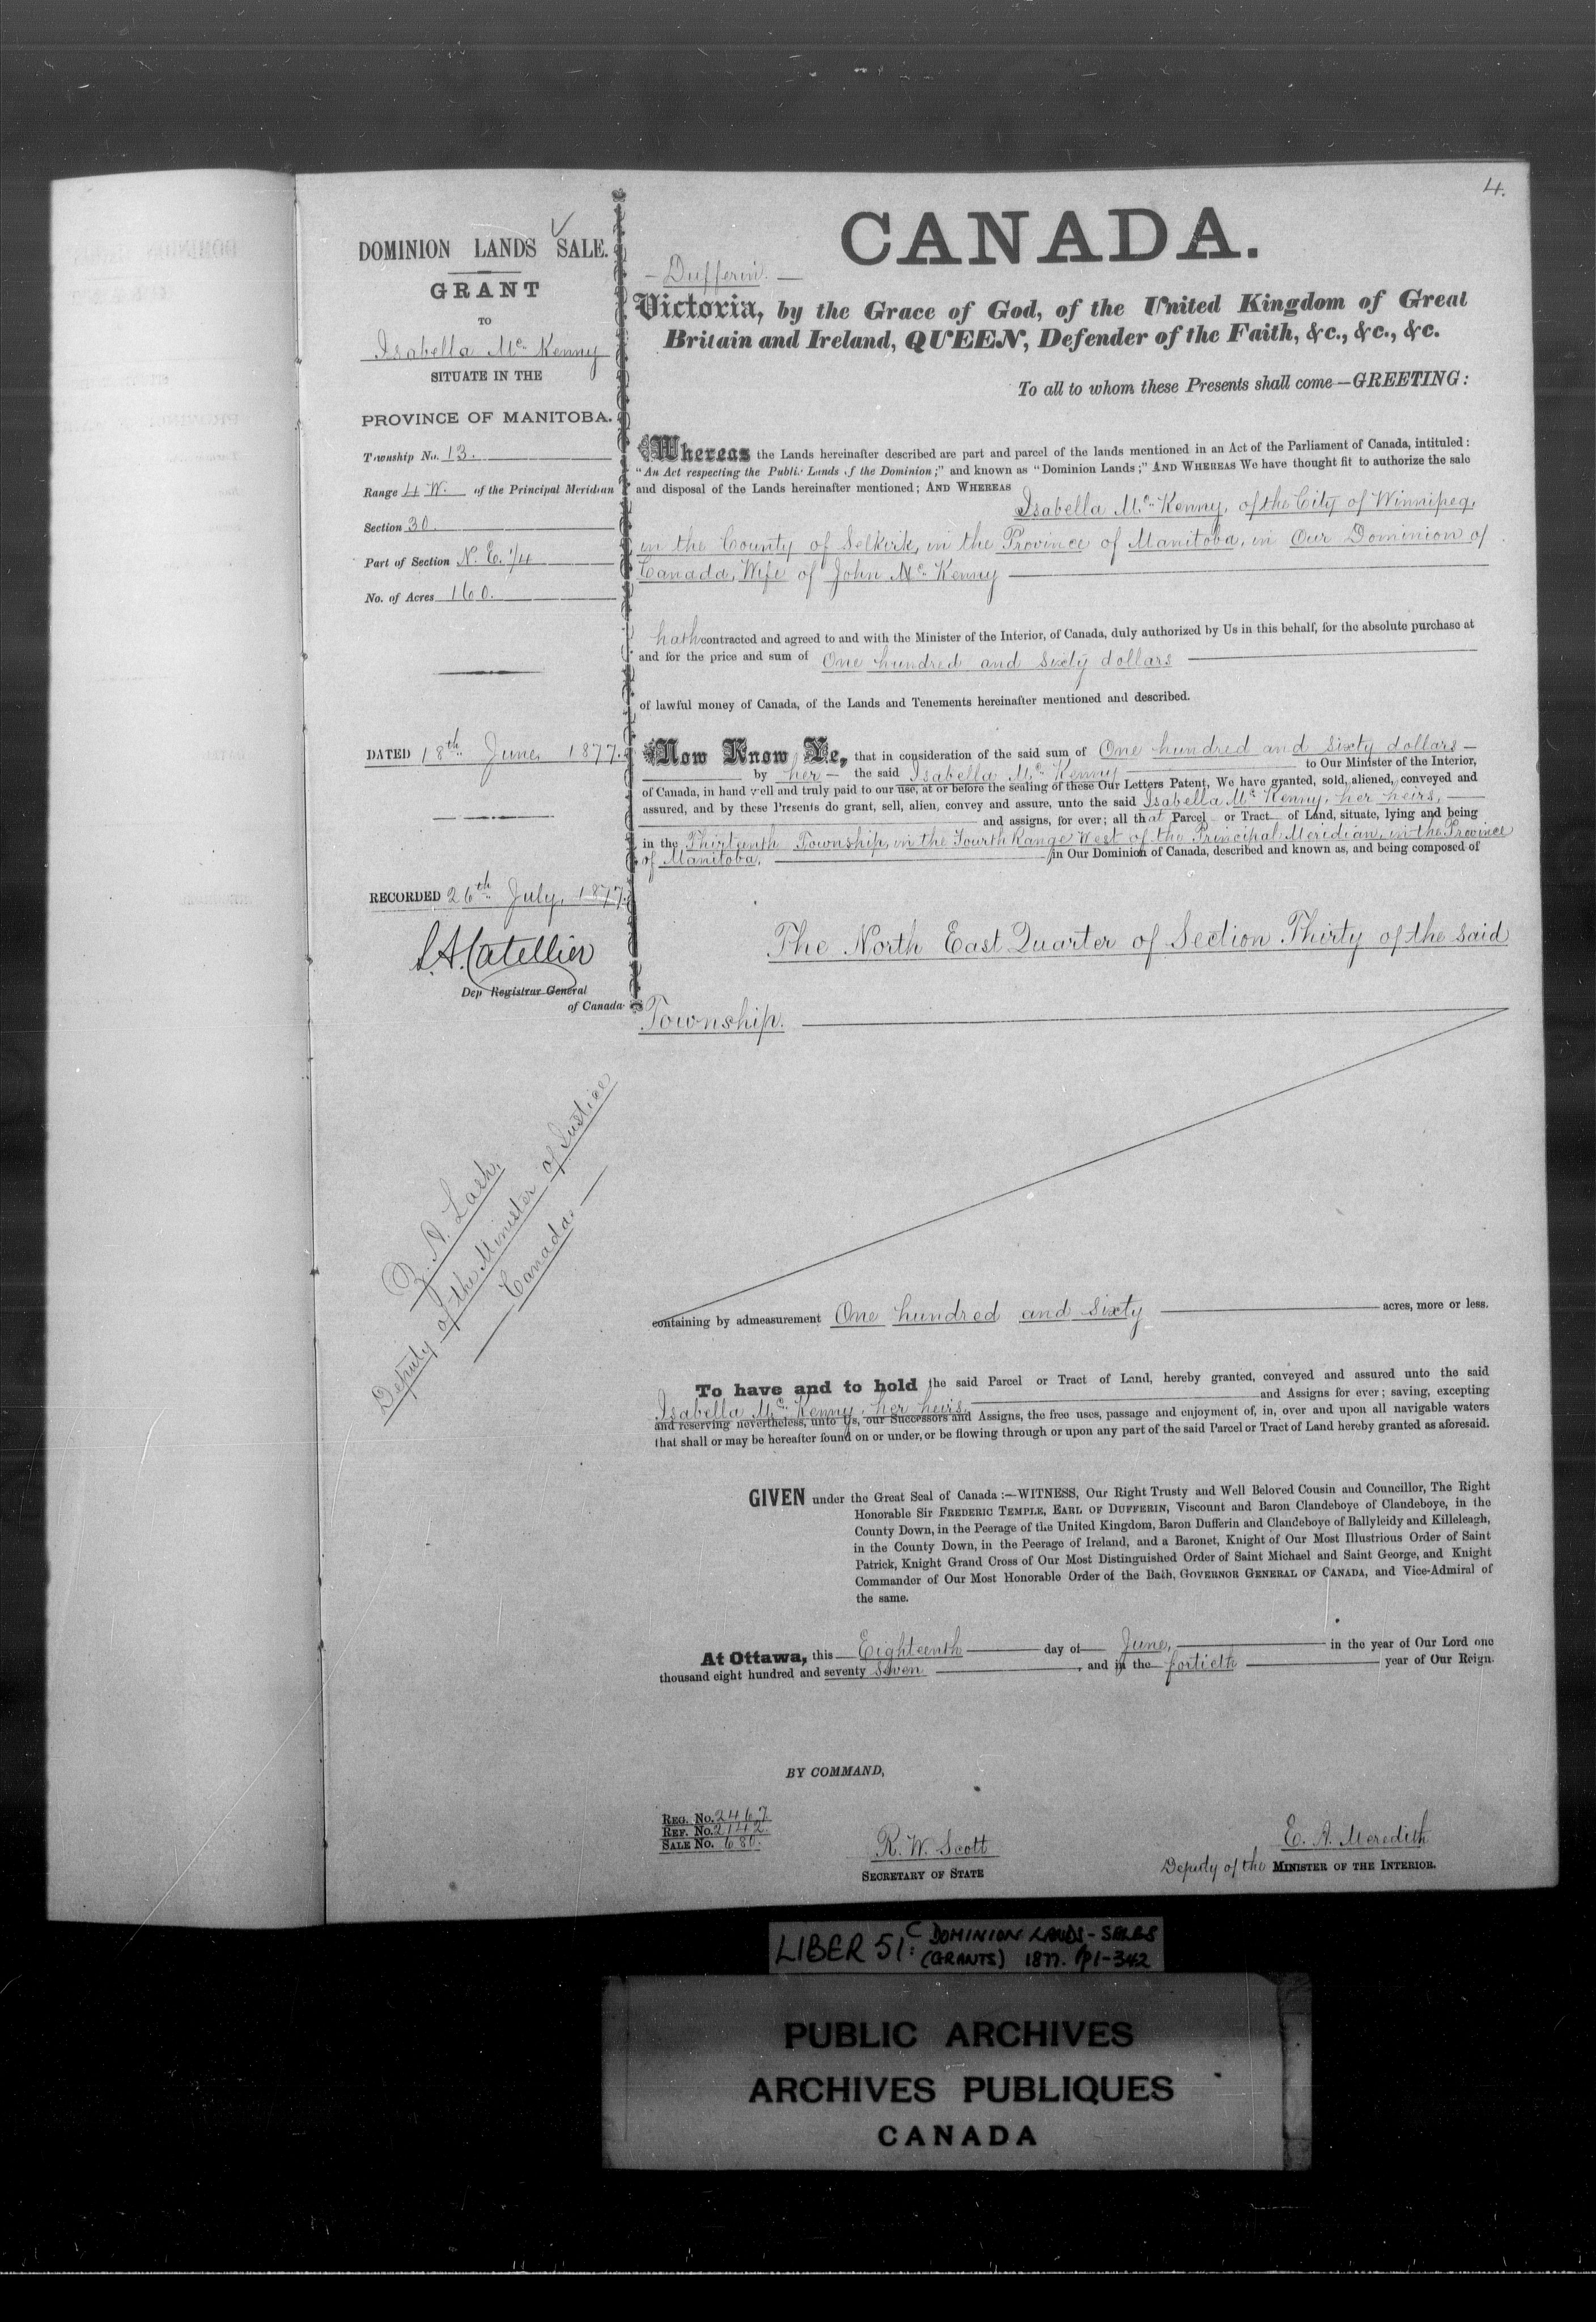 4.
DOMINION LANDS SALE.
GRANT
TO
Isabella Mc Kenny
SITUATE IN THE
PROVINCE OF MANITOBA.
Township No. 13.
Range 4 W. of the Principal Meridian
Section 30.
Part of Section N. E. 1/4
No. of Acres 160.
DATED 18th June, 1877.
RECORDED 26th July, 1877.
L.A. Catellier
Dep Registrar General
of Canada.
Z. A. Lash,
Deputy of the Minister of Justice
Canada.
CANADA.
Dufferin.
Victoria, by the Grace of God, of the United Kingdom of Great
Britain and Ireland, QUEEN, Defender of the Faith, &c., &c., &c.
To all to whom these Presents shall come—GREETING:
Whereas the Lands hereinafter described are part and parcel of the lands mentioned in an Act of the Parliament of Canada, intituled:
"An Act respecting the Public Lands of the Dominion;" and known as "Dominion Lands;" AND WHEREAS We have thought fit to authorize the sale
and disposal of the Lands hereinafter mentioned; AND WHEREAS
Isabella Mc Kenny, of the City of Winnipeg,
in the County of Selkirk, in the Province of Manitoba, in Our Dominion of
Canada, Wife of John Mc Kenny
hath contracted and agreed to and with the Minister of the Interior, of Canada, duly authorized by Us in this behalf, for the absolute purchase at
and for the price and sum of One hundred and sixty dollars
of lawful money of Canada, of the Lands and Tenements hereinafter mentioned and described.
Now Know Ye, that in consideration of the said sum of One hundred and sixty dollars
by her the said Isabella Mc Kenny to Our Minister of the Interior,
of Canada, in hand well and truly paid to our use, at or before the sealing of these Our Letters Patent, We have granted, sold, aliened, conveyed and
assured, and by these Presents do grant, sell, alien, convey and assure, unto the said Isabella Mc Kenny, her heirs,
and assigns, for ever; all that Parcel or Tract of Land, situate, lying and being
in the Thirteenth Township, in the Fourth Range West of the Principal Meridian, in the Province
of Manitoba, in Our Dominion of Canada, described and known as, and being composed of
The North East Quarter of Section Thirty of the said
Township.
containing by admeasurement One hundred and sixty acres, more or less.
To have and to hold the said Parcel or Tract of Land, hereby granted, conveyed and assured unto the said
Isabella Mc Kenny, her heirs, and Assigns for ever; saving, excepting
and reserving nevertheless, unto Us, our Successors and Assigns, the free uses, passage and enjoyment of, in, over and upon all navigable waters
that shall or may be hereafter found on or under, or be flowing through or upon any part of the said Parcel or Tract of Land hereby granted as aforesaid.
GIVEN under the Great Seal of Canada:—WITNESS, Our Right Trusty and Well Beloved Cousin and Councillor, The Right
Honorable Sir FREDERIC TEMPLE, EARL OF DUFFERIN, Viscount and Baron Clandeboye of Clandeboye, in the
County Down, in the Peerage of the United Kingdom, Baron Dufferin and Clandeboye of Ballyleidy and Killeleagh,
in the County Down, in the Peerage of Ireland, and a Baronet, Knight of Our Most Illustrious Order of Saint
Patrick, Knight Grand Cross of Our Most Distinguished Order of Saint Michael and Saint George, and Knight
Commander of Our Most Honorable Order of the Bath, GOVERNOR GENERAL OF CANADA, and Vice-Admiral of
the same.
At Ottawa, this Eighteenth day of June, in the year of Our Lord one
thousand eight hundred and seventy seven, and in the fortieth year of Our Reign.
BY COMMAND,
REG. No. 2467
REF. No. 2142.
SALE No. 680.
R. W. Scott
SECRETARY OF STATE
E. A. Meredith
Deputy of the MINISTER OF THE INTERIOR.
LIBER 51C: DOMINION LANDS - SALES
(GRANTS) 1877. pp1-342
PUBLIC ARCHIVES
ARCHIVES PUBLIQUES
CANADA